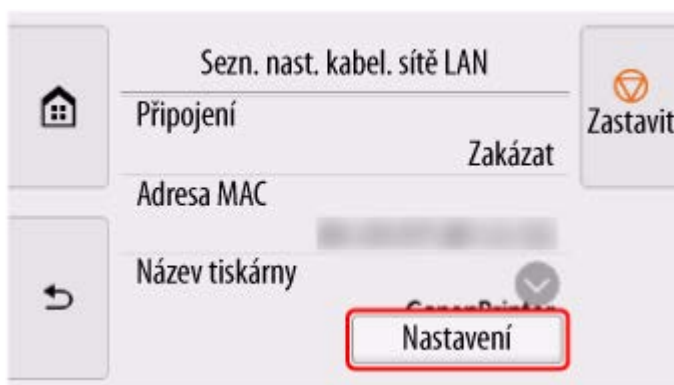 Sezn. nast. kabel. sítě LAN
Připojení
Zakázat
Zastavit
Adresa MAC
Název tiskárny
Nastavení